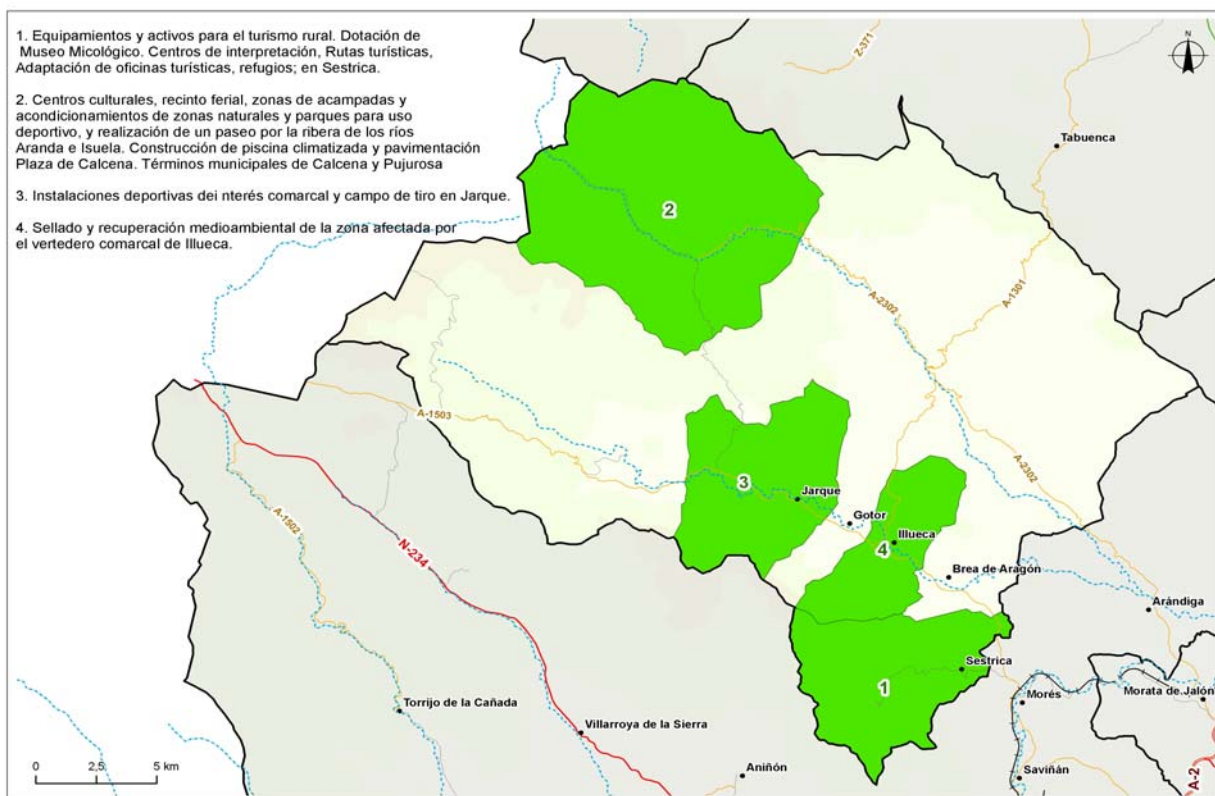 1. Equipamientos y activos para el turismo rural. Dotación de
Museo Micológico. Centros de interpretación, Rutas turísticas,
Adaptación de oficinas turísticas, refugios; en Sestrica.
2. Centros culturales, recinto ferial, zonas de acampadas y
acondicionamientos de zonas naturales y parques para uso
deportivo, y realización de un paseo por la ribera de los ríos
Aranda e Isuela. Construcción de piscina climatizada y pavimentación
Plaza de Calcena. Términos municipales de Calcena y Pujurosa
3. Instalaciones deportivas dei nterés comarcal y campo de tiro en Jarque.
4. Sellado y recuperación medioambiental de la zona afectada por
el vertedero comarcal de Illueca.
N
Z-371
Tabuenca
2
A-2302
A-1301
A-1503
A-2302
3
Jarque
Gotor
Illueca
4
Brea de Aragón
A-1502
N-234
Arándiga
Sestrica
1
Morés
Morata de Jalón
Torrijo de la Cañada
Villarroya de la Sierra
Aniñón
Saviñán
A-2
0 2,5 5 km